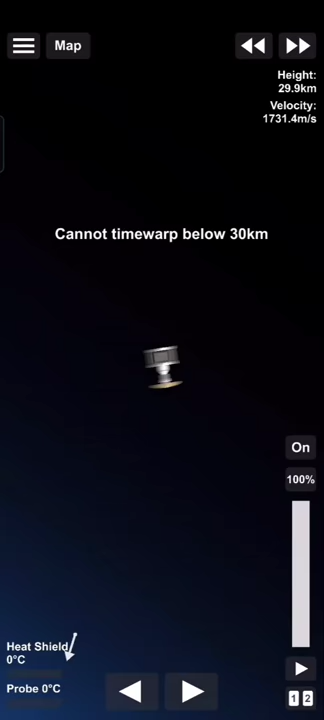 Map
Height:
29.9km
Velocity:
1731.4m/s
Cannot timewarp below 30km
On
100%
Heat Shield
0°C
Probe 0°C
1 2